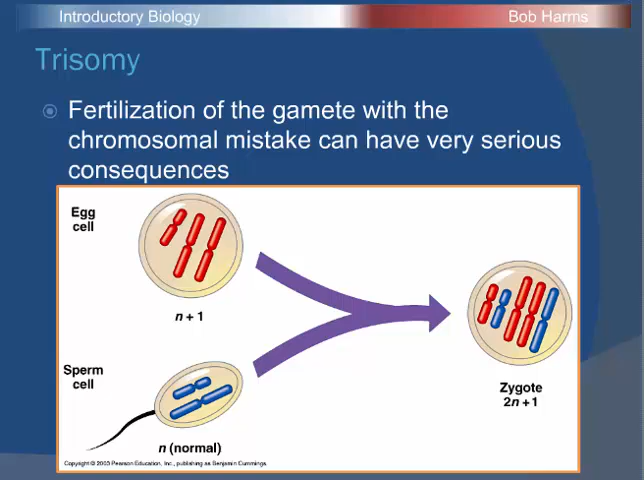 Introductory Biology
Bob Harms
Trisomy
Fertilization of the gamete with the
chromosomal mistake can have very serious
consequences
Egg
cell
n + 1
Sperm
cell
n (normal)
Zygote
2n + 1
Copyright © 2003 Pearson Education, Inc., publishing as Benjamin Cummings.